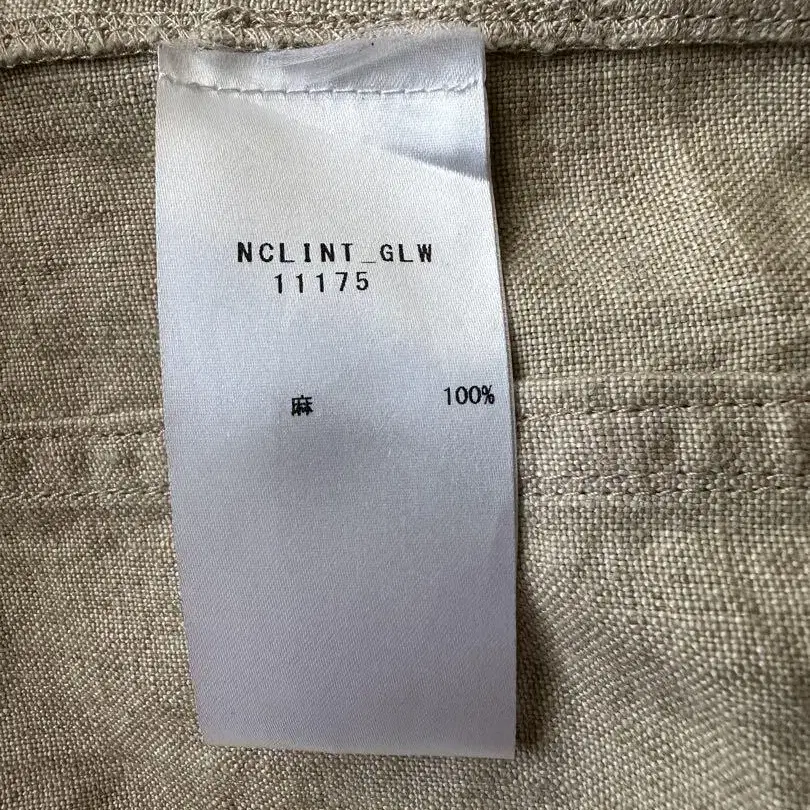 NCLINT_GLW
11175
麻 100%